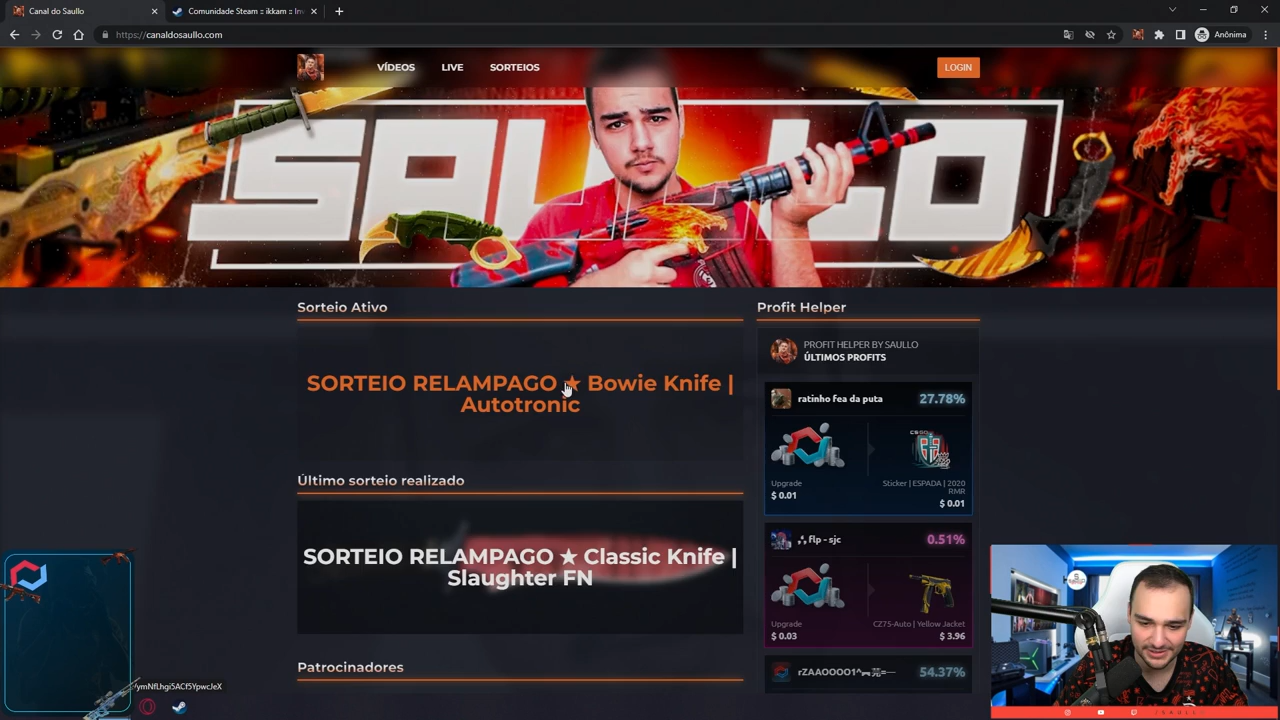 Canal do Saullo
Comunidade Steam :: ikkam :: Inv
https://canaldosaullo.com
Anônima
VÍDEOS
LIVE
SORTEIOS
LOGIN
SAULLO
Sorteio Ativo
SORTEIO RELAMPAGO ★ Bowie Knife |
Autotronic
Último sorteio realizado
SORTEIO RELAMPAGO ★ Classic Knife |
Slaughter FN
Patrocinadores
Profit Helper
PROFIT HELPER BY SAULLO
ÚLTIMOS PROFITS
ratinho fea da puta
27.78%
Upgrade
$ 0.01
Sticker | ESPADA | 2020
RMR
$ 0.01
flp - sjc
0.51%
Upgrade
$ 0.03
CZ75-Auto | Yellow Jacket
$ 3.96
54.37%